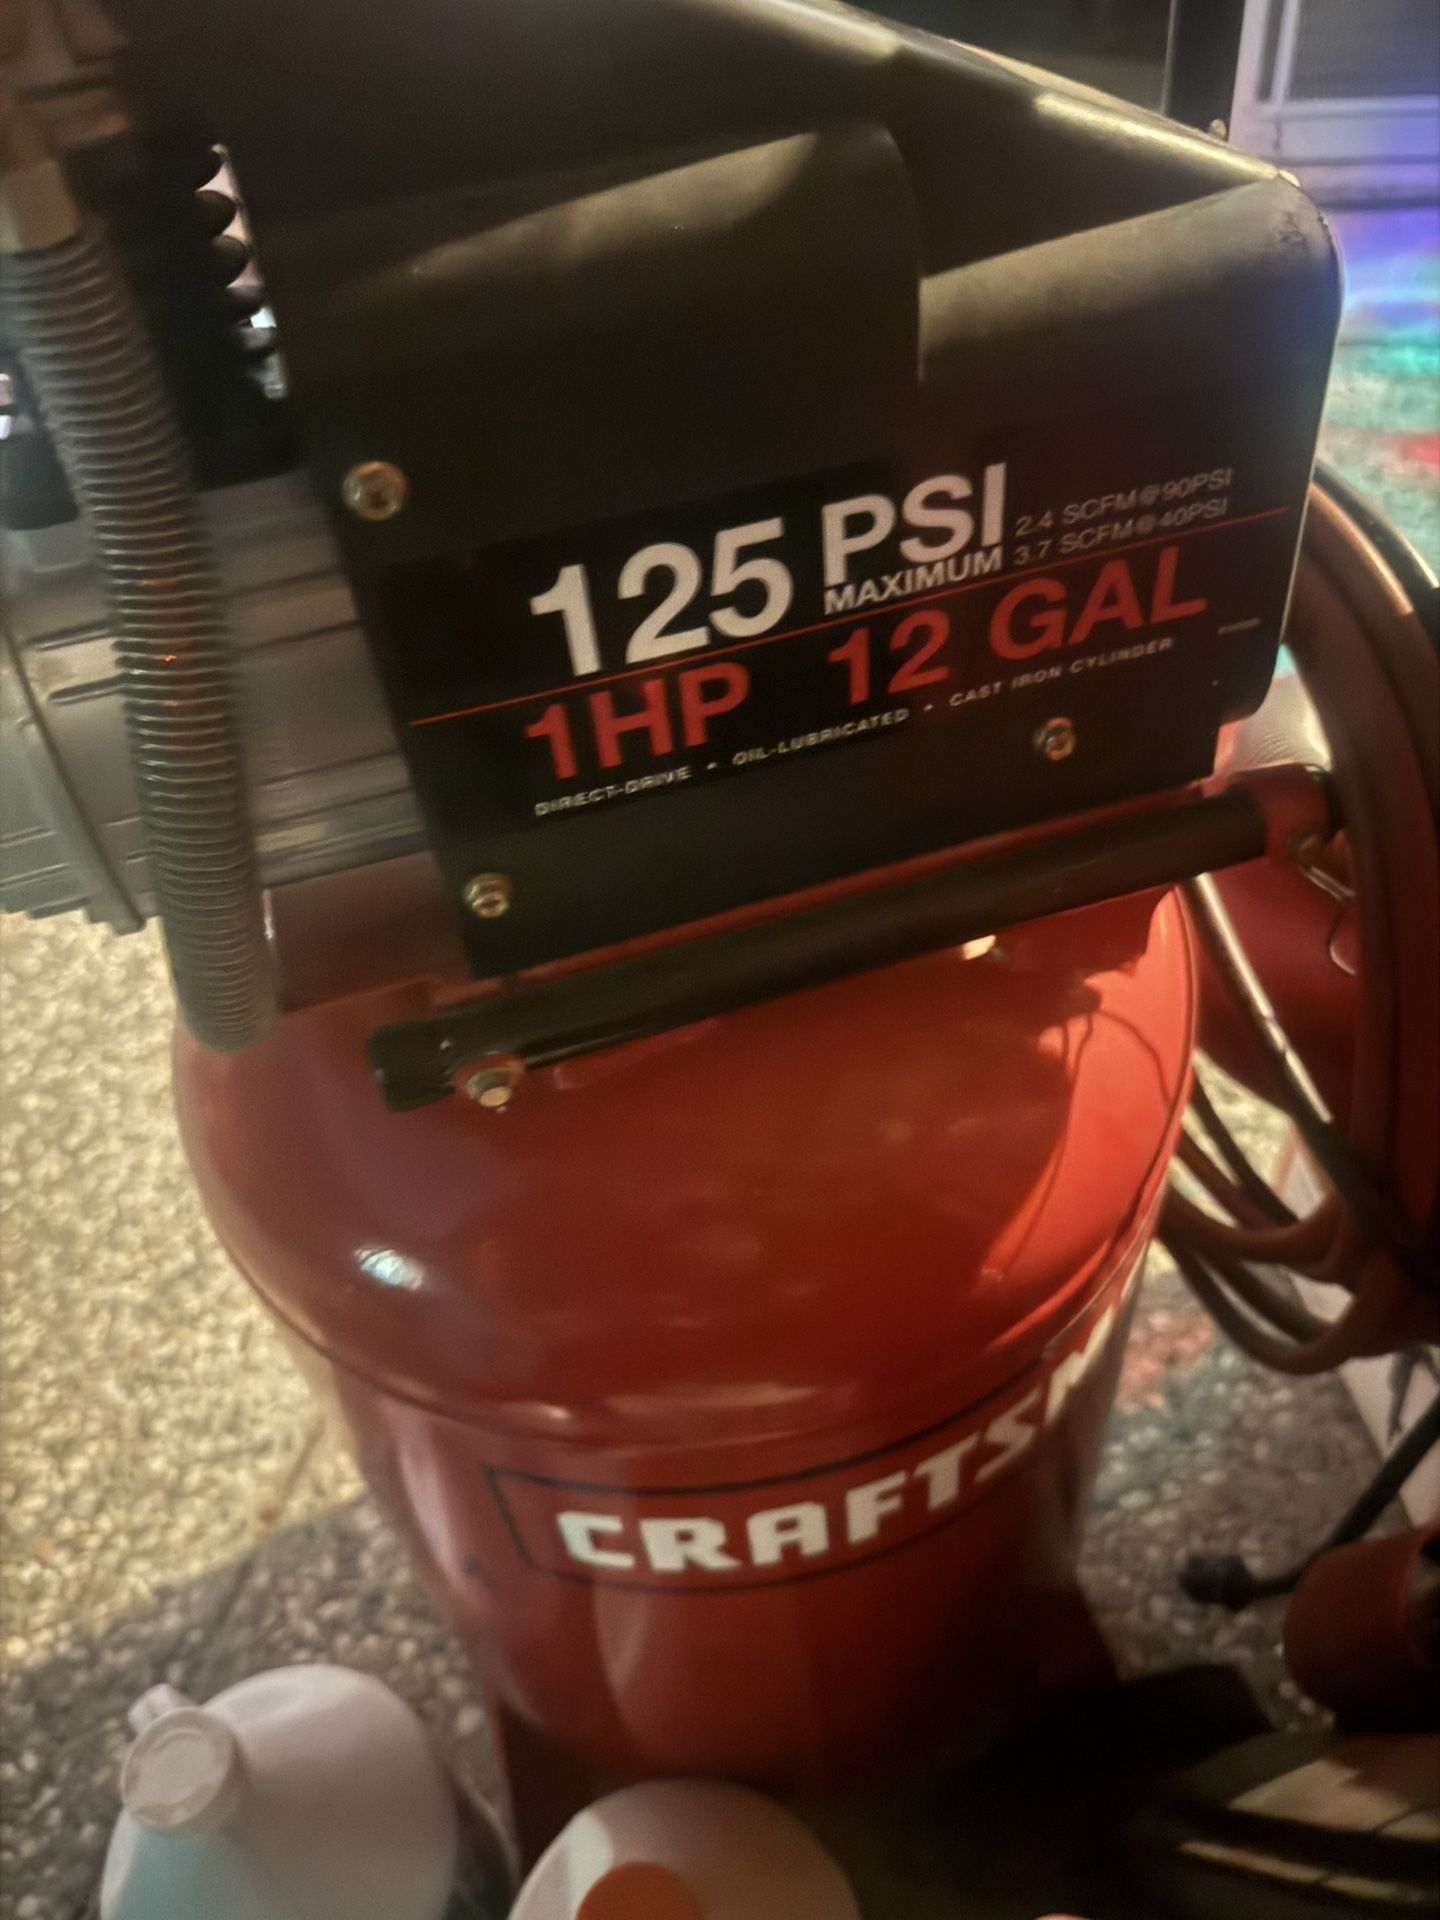 125 PSI 2.4 SCFM@90PSI
MAXIMUM 3.7 SCFM@40PSI
1HP 12 GAL
DIRECT-DRIVE • OIL-LUBRICATED • CAST IRON CYLINDER
CRAFTSM